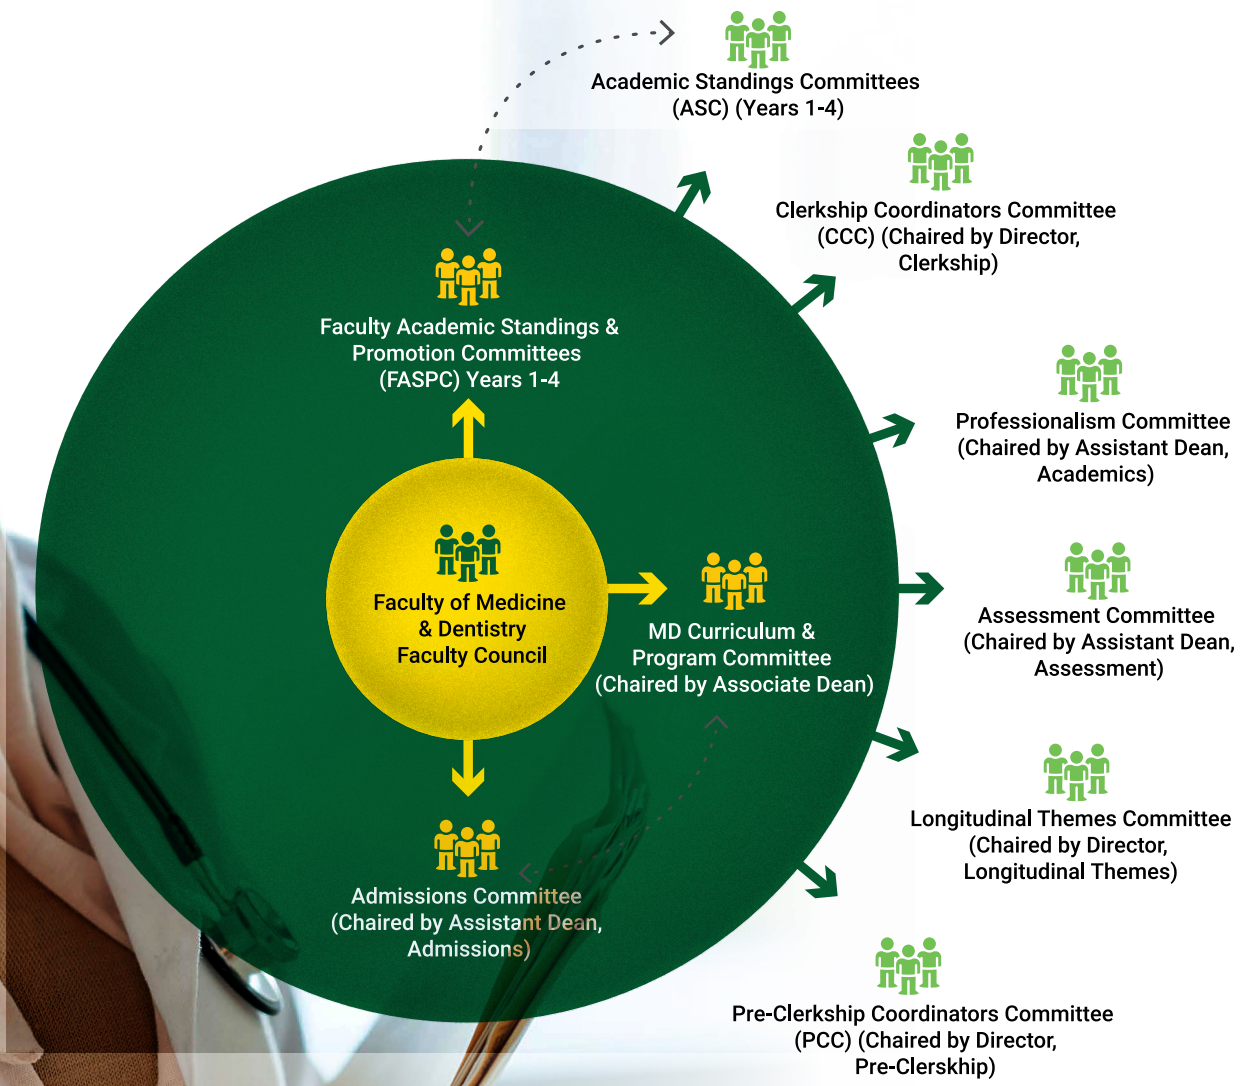 Academic Standings Committees
(ASC) (Years 1-4)
Clerkship Coordinators Committee
(CCC) (Chaired by Director,
Clerkship)
Faculty Academic Standings &
Promotion Committees
(FASPC) Years 1-4
Professionalism Committee
(Chaired by Assistant Dean,
Academics)
Faculty of Medicine
& Dentistry
Faculty Council
MD Curriculum &
Program Committee
(Chaired by Associate Dean)
Assessment Committee
(Chaired by Assistant Dean,
Assessment)
Longitudinal Themes Committee
(Chaired by Director,
Longitudinal Themes)
Admissions Committee
(Chaired by Assistant Dean,
Admissions)
Pre-Clerkship Coordinators Committee
(PCC) (Chaired by Director,
Pre-Clerskhip)